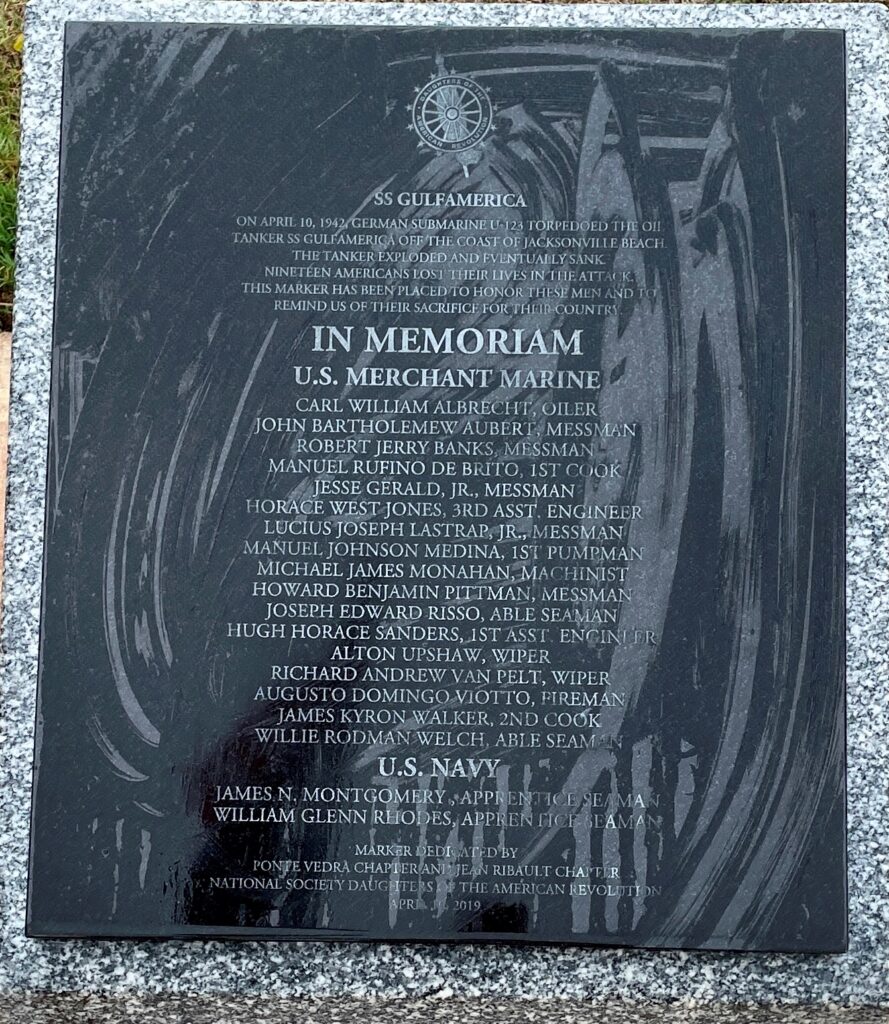 DAUGHTERS OF THE AMERICAN REVOLUTION
SS GULFAMERICA
ON APRIL 10, 1942, GERMAN SUBMARINE U-123 TORPEDOED THE OIL
TANKER SS GULFAMERICA OFF THE COAST OF JACKSONVILLE BEACH.
THE TANKER EXPLODED AND EVENTUALLY SANK.
NINETEEN AMERICANS LOST THEIR LIVES IN THE ATTACK.
THIS MARKER HAS BEEN PLACED TO HONOR THESE MEN AND TO
REMIND US OF THEIR SACRIFICE FOR THEIR COUNTRY.
IN MEMORIAM
U.S. MERCHANT MARINE
CARL WILLIAM ALBRECHT, OILER
JOHN BARTHOLEMEW AUBERT, MESSMAN
ROBERT JERRY BANKS, MESSMAN
MANUEL RUFINO DE BRITO, 1ST COOK
JESSE GERALD, JR., MESSMAN
HORACE WEST JONES, 3RD ASST. ENGINEER
LUCIUS JOSEPH LASTRAP, JR., MESSMAN
MANUEL JOHNSON MEDINA, 1ST PUMPMAN
MICHAEL JAMES MONAHAN, MACHINIST
HOWARD BENJAMIN PITTMAN, MESSMAN
JOSEPH EDWARD RISSO, ABLE SEAMAN
HUGH HORACE SANDERS, 1ST ASST. ENGINEER
ALTON UPSHAW, WIPER
RICHARD ANDREW VAN PELT, WIPER
AUGUSTO DOMINGO VIOTTO, FIREMAN
JAMES KYRON WALKER, 2ND COOK
WILLIE RODMAN WELCH, ABLE SEAMAN
U.S. NAVY
JAMES N. MONTGOMERY, APPRENTICE SEAMAN
WILLIAM GLENN RHODES, APPRENTICE SEAMAN
MARKER DEDICATED BY
PONTE VEDRA CHAPTER AND JEAN RIBAULT CHAPTER
NATIONAL SOCIETY DAUGHTERS OF THE AMERICAN REVOLUTION
APRIL 10, 2019